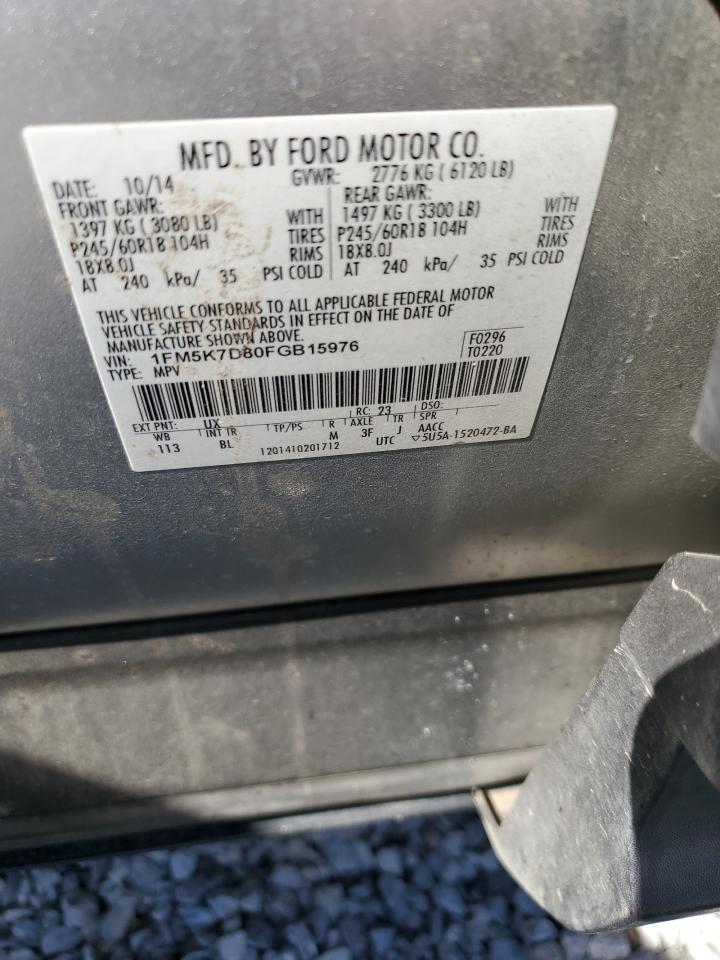 MFD. BY FORD MOTOR CO.
DATE: 10/14 GVWR: 2776 KG ( 6120 LB)
FRONT GAWR: REAR GAWR:
1397 KG ( 3080 LB) WITH 1497 KG ( 3300 LB) WITH
P245/60R18 104H TIRES P245/60R18 104H TIRES
18X8.0J RIMS 18X8.0J RIMS
AT 240 kPa/ 35 PSI COLD AT 240 kPa/ 35 PSI COLD
THIS VEHICLE CONFORMS TO ALL APPLICABLE FEDERAL MOTOR
VEHICLE SAFETY STANDARDS IN EFFECT ON THE DATE OF
MANUFACTURE SHOWN ABOVE.
VIN: 1FM5K7D80FGB15976 F0296
TYPE: MPV T0220
EXT PNT: UX RC: 23 DSO:
WB INT TR TP/PS R AXLE TR SPR
113 BL M 3F J AACC
1201410201712 UTC ▽5U5A-1520472-BA